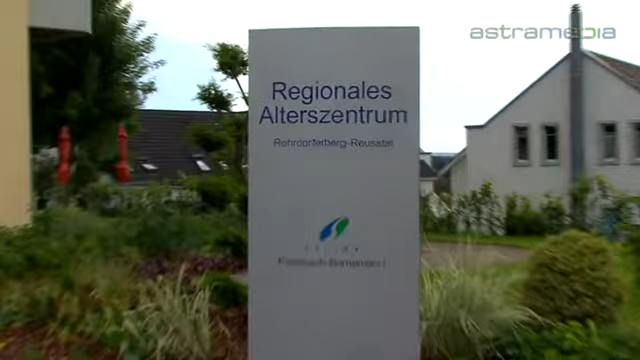 astramedia
Regionales
Alterszentrum
Rohrdorferberg-Reusstal